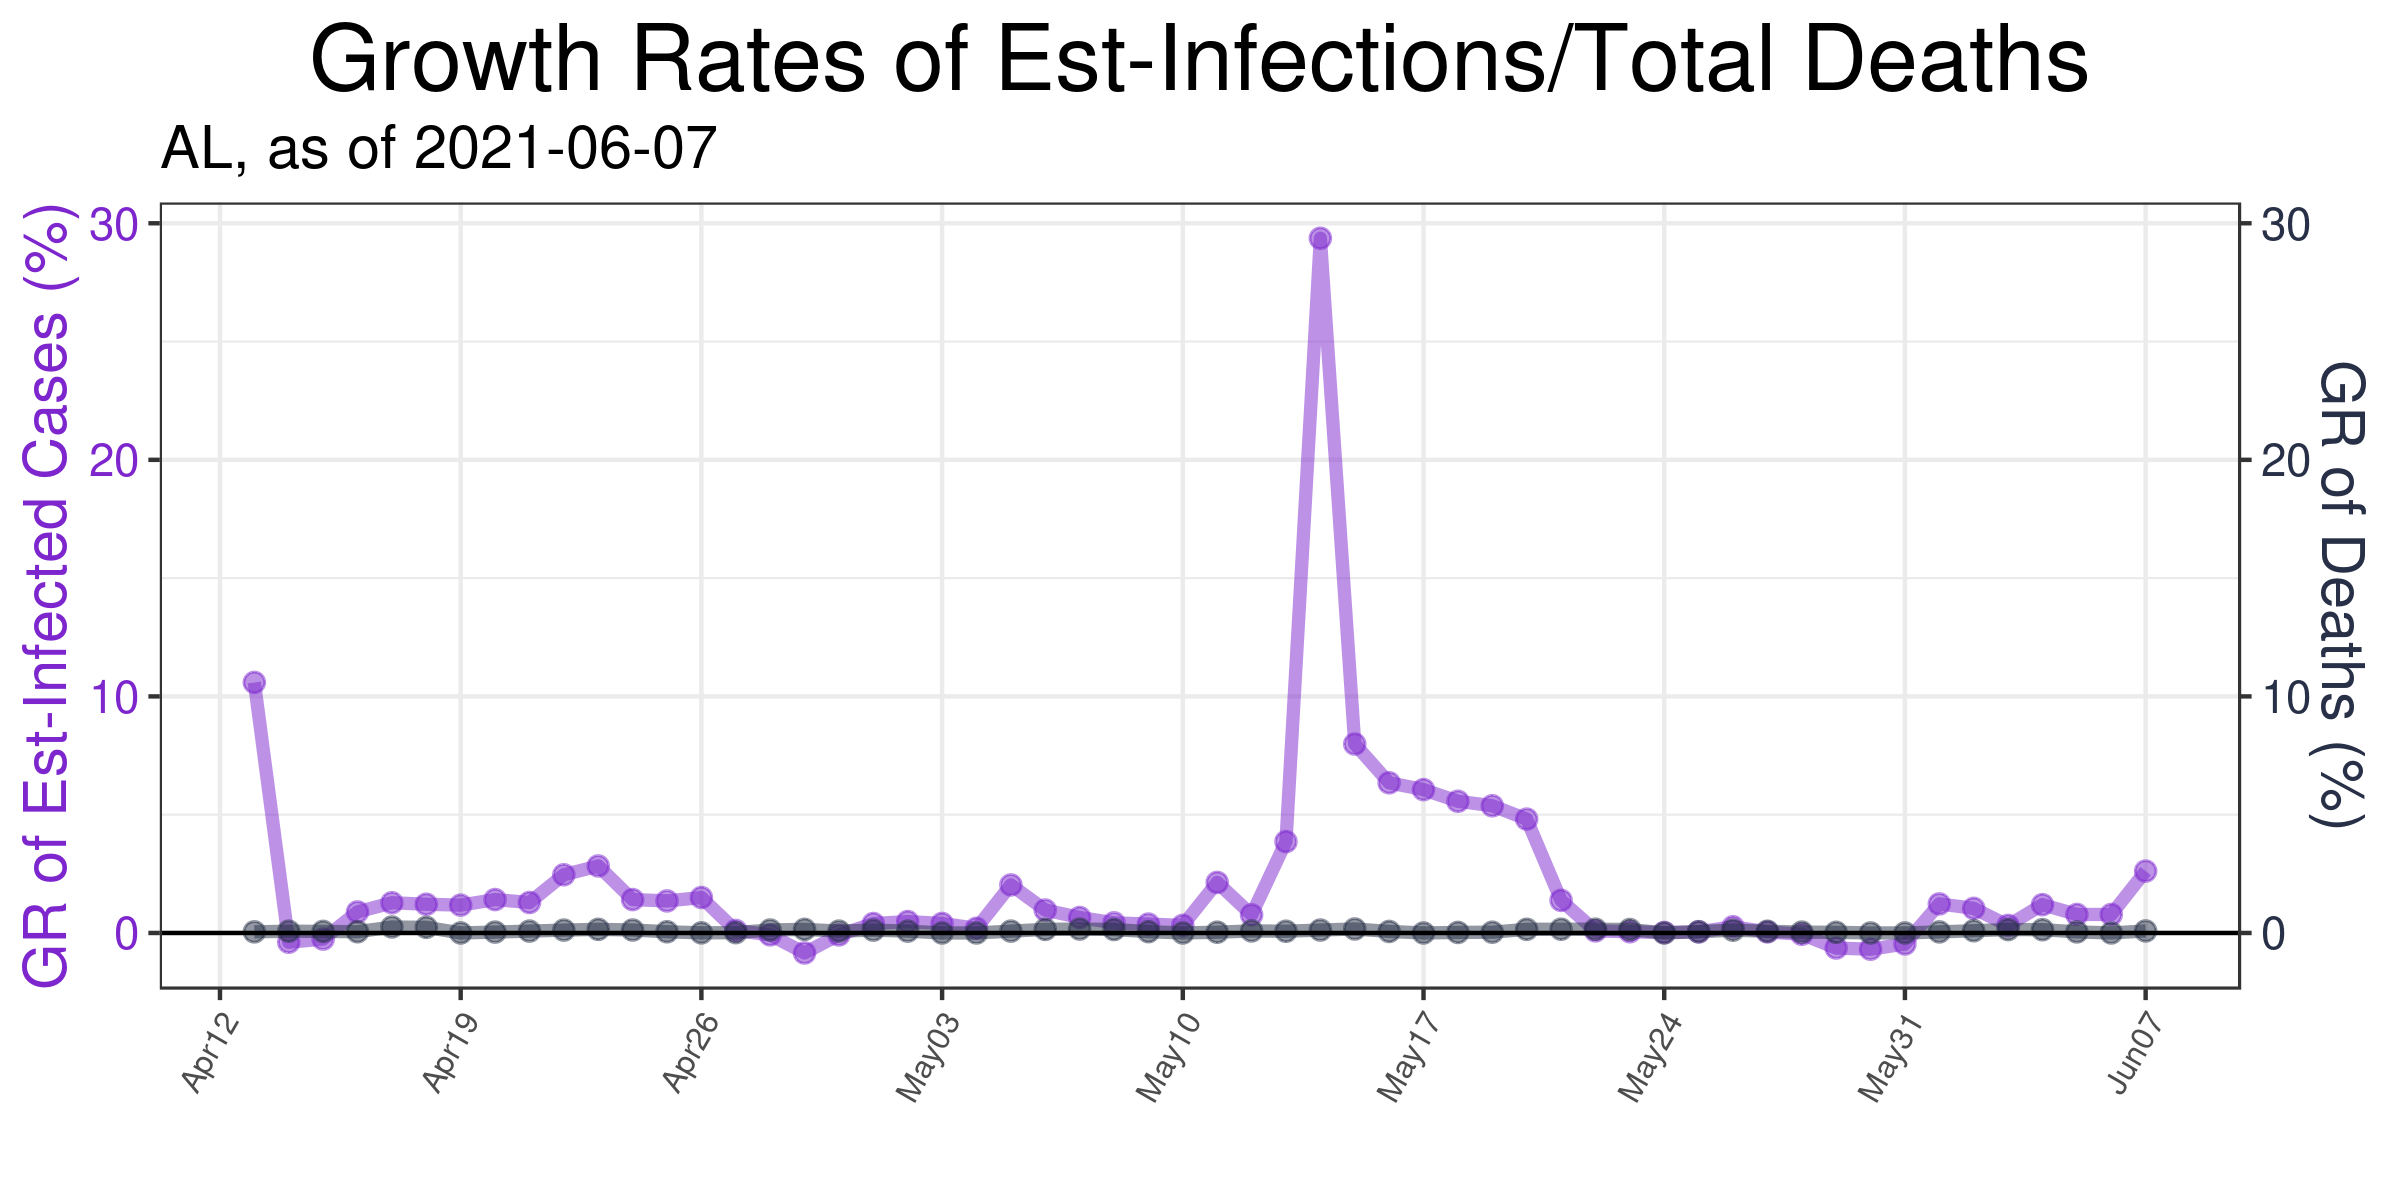 Growth Rates of Est-Infections/Total Deaths
AL, as of 2021-06-07
GR of Est-Infected Cases (%)
30
20
10
0
30
20
10
0
GR of Deaths (%)
Apr12
Apr19
Apr26
May03
May10
May17
May24
May31
Jun07